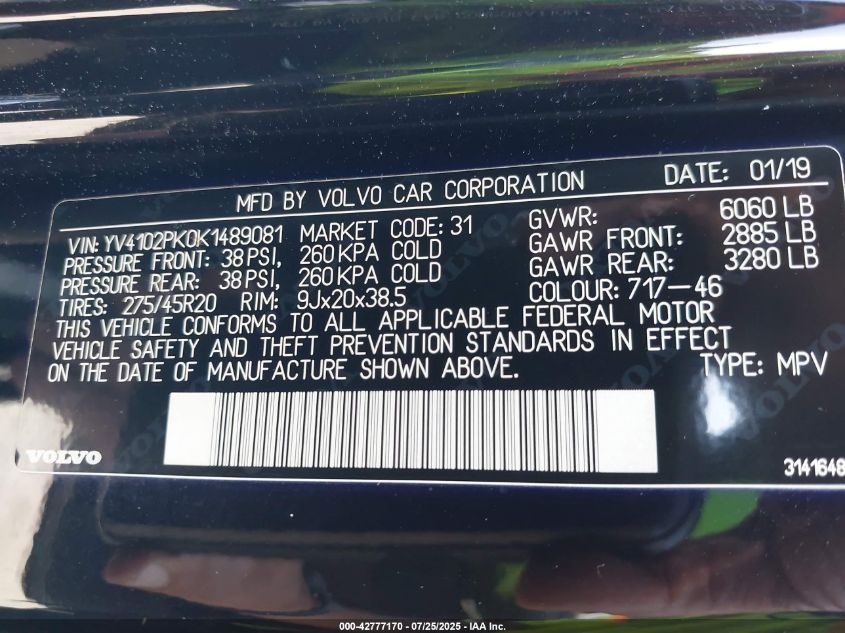 MFD BY VOLVO CAR CORPORATION DATE: 01/19
VIN: YV4102PK0K1489081 MARKET CODE: 31 GVWR: 6060 LB
PRESSURE FRONT: 38 PSI, 260 KPA COLD GAWR FRONT: 2885 LB
PRESSURE REAR: 38 PSI, 260 KPA COLD GAWR REAR: 3280 LB
TIRES: 275/45R20 RIM: 9Jx20x38.5 COLOUR: 717-46
THIS VEHICLE CONFORMS TO ALL APPLICABLE FEDERAL MOTOR
VEHICLE SAFETY AND THEFT PREVENTION STANDARDS IN EFFECT
ON THE DATE OF MANUFACTURE SHOWN ABOVE. TYPE: MPV
VOLVO
3141648
000-42777170 - 07/25/2025 - IAA Inc.